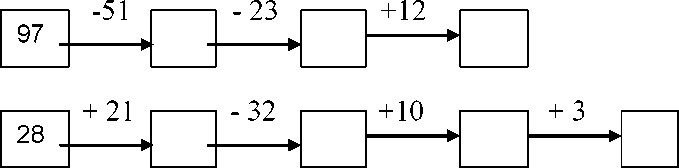 97 -51 - 23 +12
28 + 21 - 32 +10 + 3